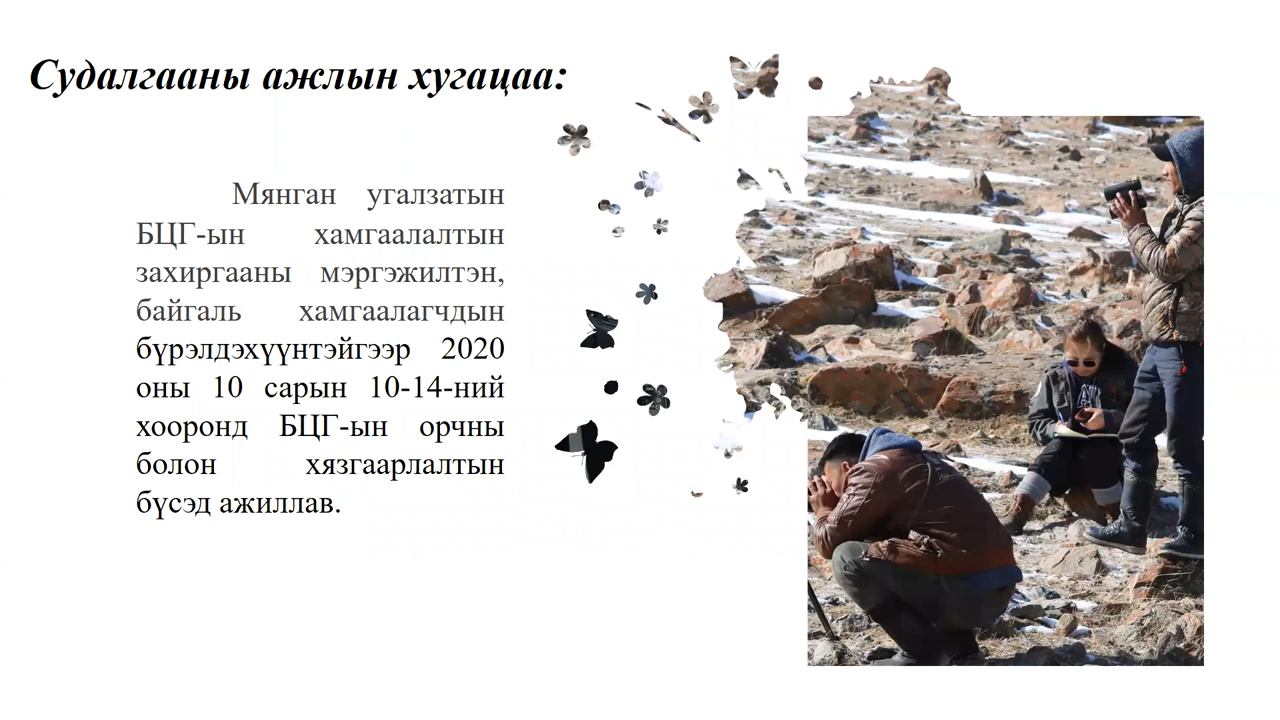 Судалгааны ажлын хугацаа:
Мянган угалзатын
БЦГ-ын хамгаалалтын
захиргааны мэргэжилтэн,
байгаль хамгаалагчдын
бүрэлдэхүүнтэйгээр 2020
оны 10 сарын 10-14-ний
хооронд БЦГ-ын орчны
болон хязгаарлалтын
бүсэд ажиллав.